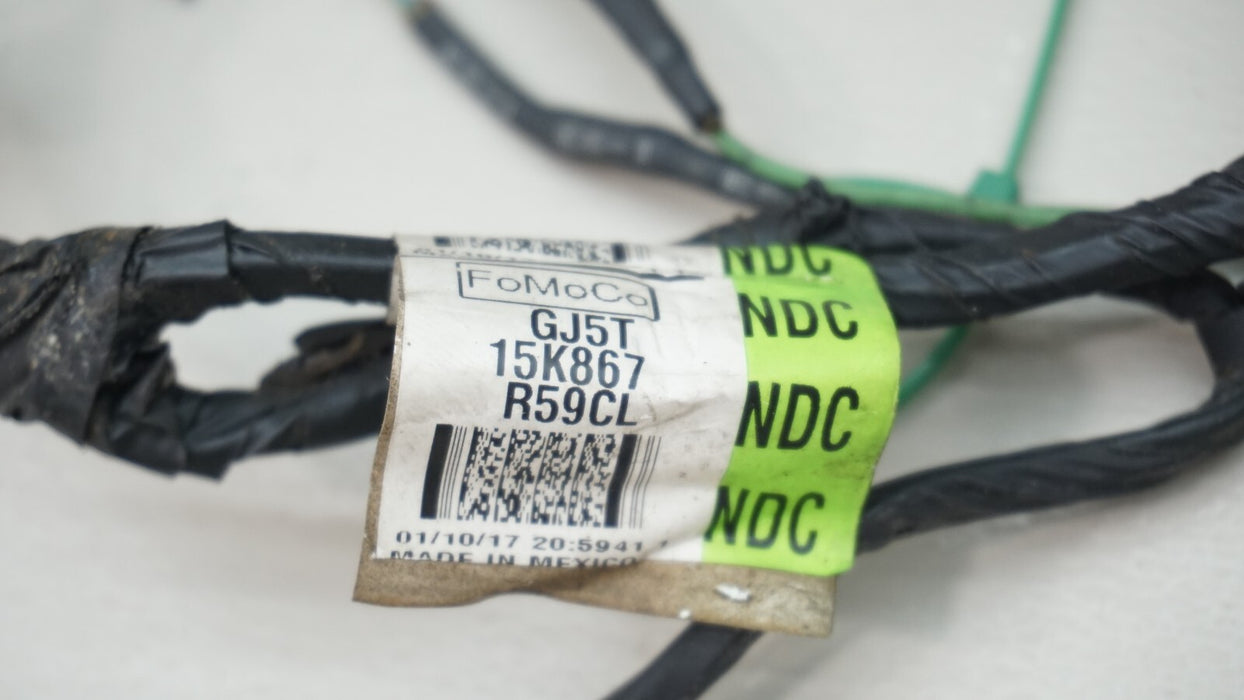 FoMoCo
GJ5T
15K867
R59CL
01/10/17 20:5941
MADE IN MEXICO
NDC
NDC
NDC
NDC